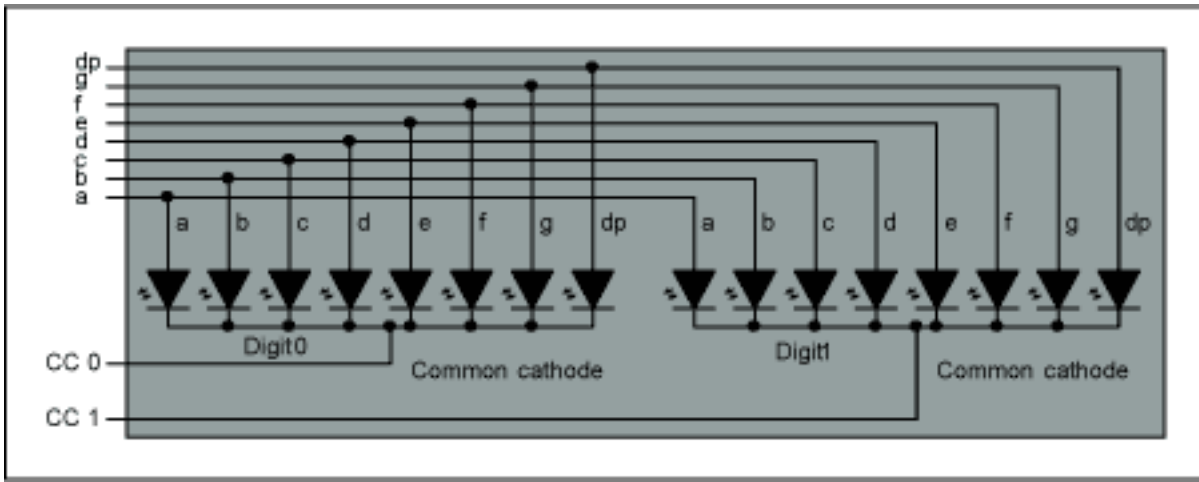 dp
g
f
e
d
c
b
a
a b c d e f g dp a b c d e f g dp
Digit0 Digit1
CC 0 Common cathode Common cathode
CC 1